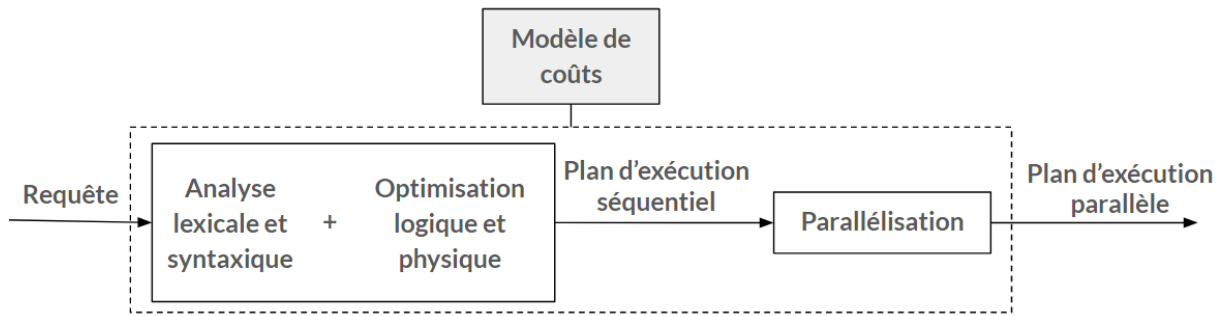 Modèle de
coûts
Requête
Analyse
lexicale et
syntaxique
+
Optimisation
logique et
physique
Plan d’exécution
séquentiel
Parallélisation
Plan d’exécution
parallèle